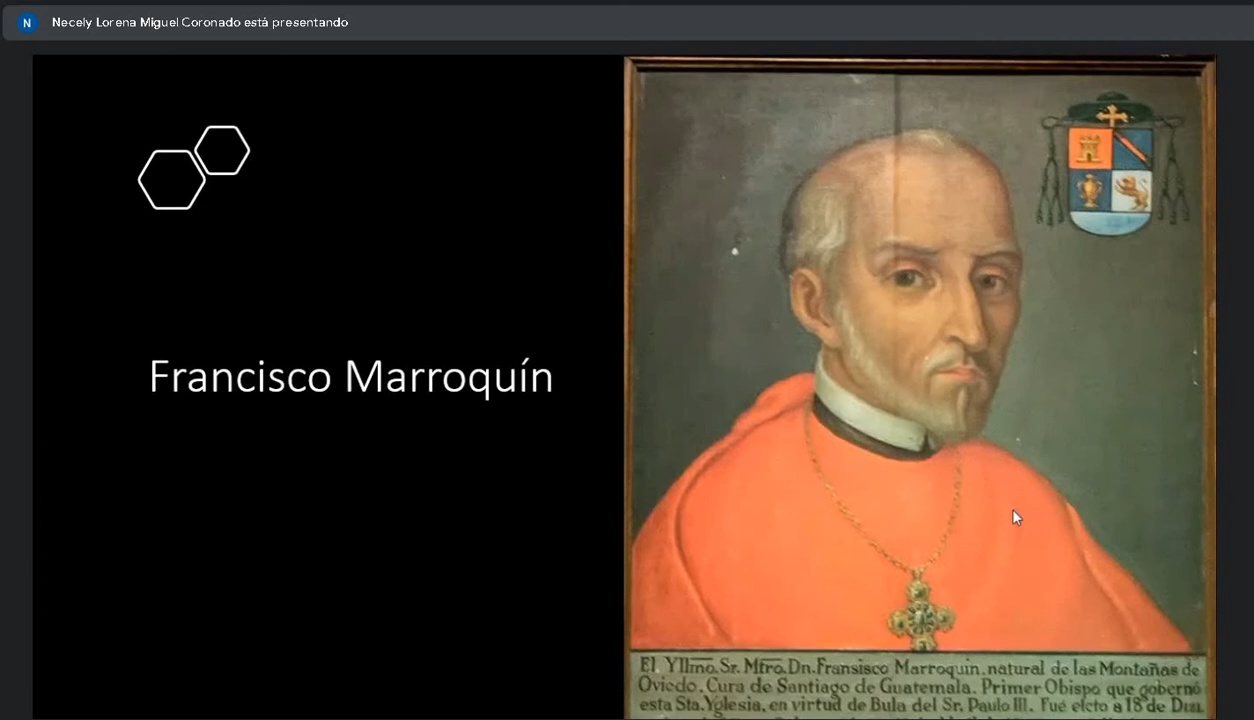 N Necely Lorena Miguel Coronado está presentando
Francisco Marroquín
El Yllmo. Sr. Mtro. Dn. Fransisco Marroquin. natural de las Montañas de
Oviedo. Cura de Santiago de Guatemala. Primer Obispo que gobernó
esta Sta. Yglesia, en virtud de Bula del Sr. Paulo III. Fué elcto a 18 de